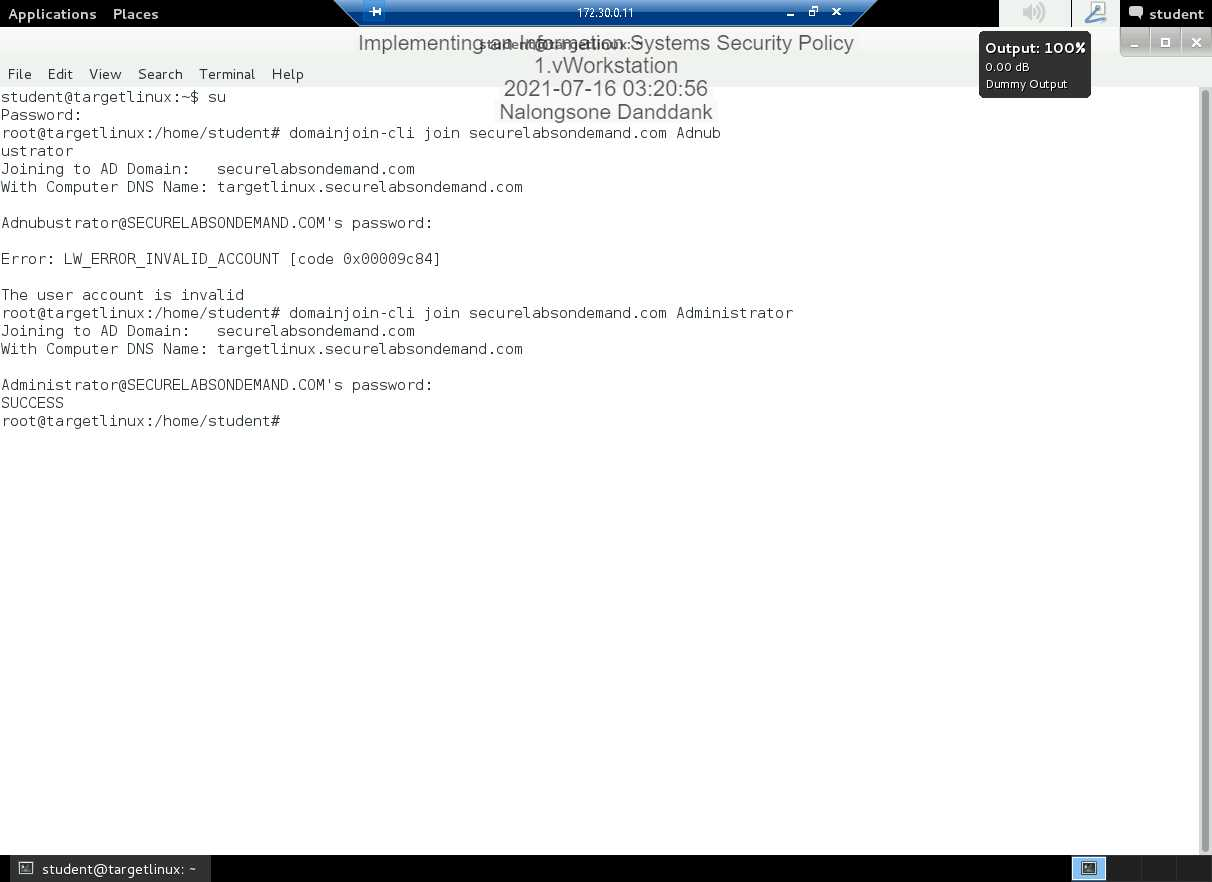 Applications Places
172.30.0.11
student
Implementing an Information Systems Security Policy
1.vWorkstation
2021-07-16 03:20:56
Nalongsone Danddank
student@targetlinux: ~
Output: 100%
0.00 dB
Dummy Output
File Edit View Search Terminal Help
student@targetlinux:~$ su
Password:
root@targetlinux:/home/student# domainjoin-cli join securelabsondemand.com Adnub
ustrator
Joining to AD Domain:   securelabsondemand.com
With Computer DNS Name: targetlinux.securelabsondemand.com
Adnubustrator@SECURELABSONDEMAND.COM's password:
Error: LW_ERROR_INVALID_ACCOUNT [code 0x00009c84]
The user account is invalid
root@targetlinux:/home/student# domainjoin-cli join securelabsondemand.com Administrator
Joining to AD Domain:   securelabsondemand.com
With Computer DNS Name: targetlinux.securelabsondemand.com
Administrator@SECURELABSONDEMAND.COM's password:
SUCCESS
root@targetlinux:/home/student#
student@targetlinux: ~